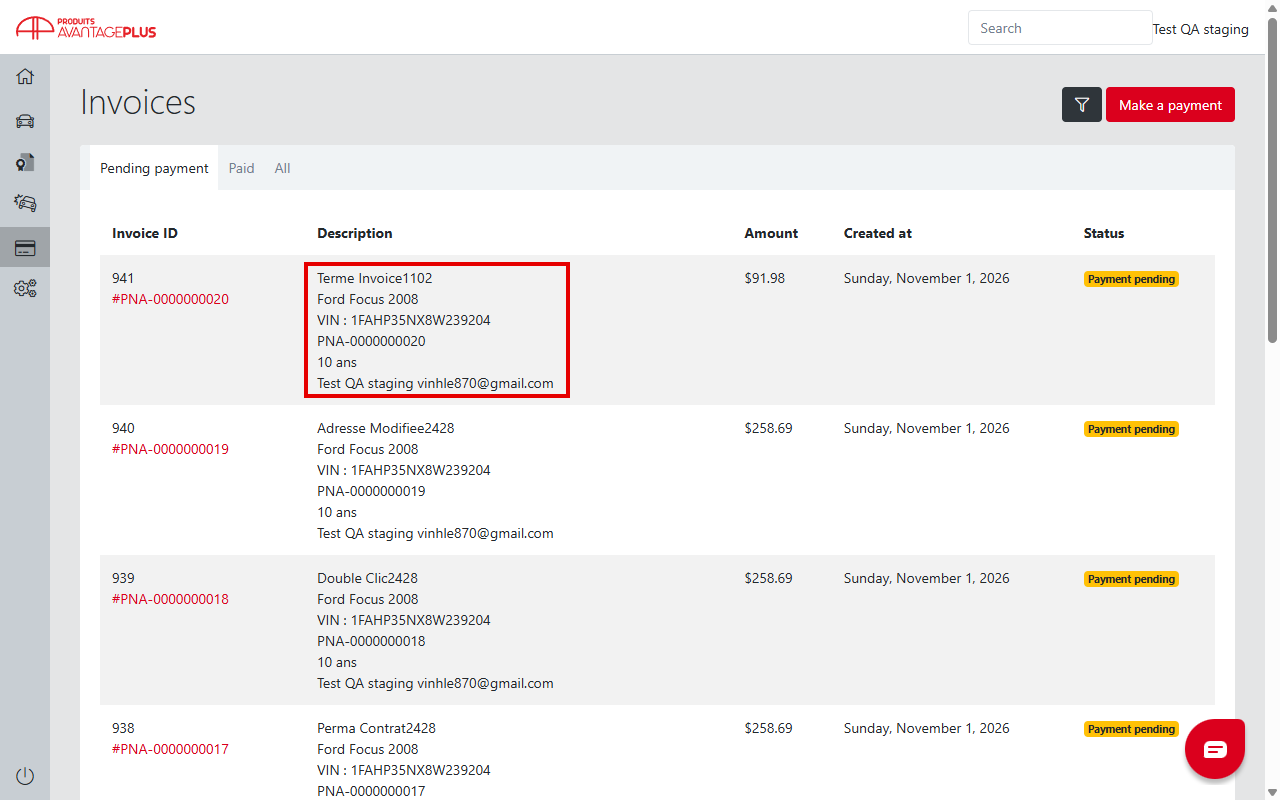 PRODUITS
AVANTAGEPLUS
Search
Test QA staging
Invoices
Make a payment
Pending payment
Paid
All
Invoice ID
Description
Amount
Created at
Status
941
#PNA-0000000020
Terme Invoice1102
Ford Focus 2008
VIN : 1FAHP35NX8W239204
PNA-0000000020
10 ans
Test QA staging vinhle870@gmail.com
$91.98
Sunday, November 1, 2026
Payment pending
940
#PNA-0000000019
Adresse Modifiee2428
Ford Focus 2008
VIN : 1FAHP35NX8W239204
PNA-0000000019
10 ans
Test QA staging vinhle870@gmail.com
$258.69
Sunday, November 1, 2026
Payment pending
939
#PNA-0000000018
Double Clic2428
Ford Focus 2008
VIN : 1FAHP35NX8W239204
PNA-0000000018
10 ans
Test QA staging vinhle870@gmail.com
$258.69
Sunday, November 1, 2026
Payment pending
938
#PNA-0000000017
Perma Contrat2428
Ford Focus 2008
VIN : 1FAHP35NX8W239204
PNA-0000000017
$258.69
Sunday, November 1, 2026
Payment pending